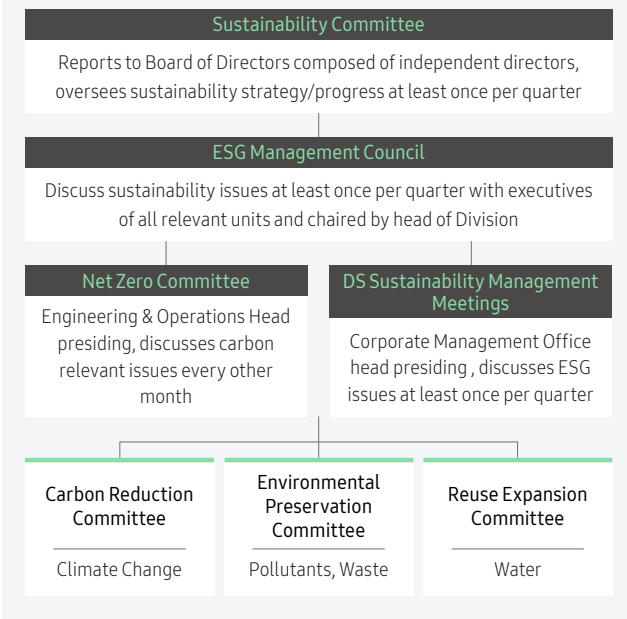 Sustainability Committee
Reports to Board of Directors composed of independent directors,
oversees sustainability strategy/progress at least once per quarter
ESG Management Council
Discuss sustainability issues at least once per quarter with executives
of all relevant units and chaired by head of Division
Net Zero Committee
Engineering & Operations Head
presiding, discusses carbon
relevant issues every other
month
DS Sustainability Management
Meetings
Corporate Management Office
head presiding , discusses ESG
issues at least once per quarter
Carbon Reduction
Committee
Climate Change
Environmental
Preservation
Committee
Pollutants, Waste
Reuse Expansion
Committee
Water